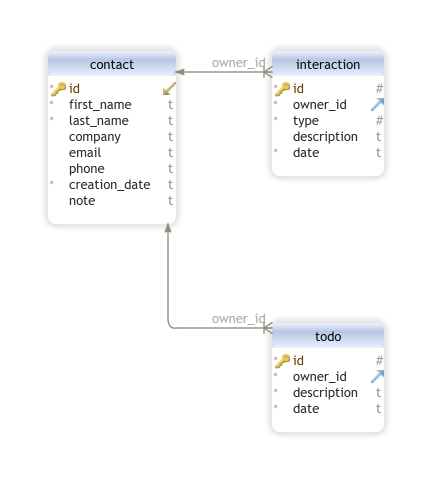 contact
* id
* first_name t
* last_name t
company t
email t
phone t
* creation_date t
note t
owner_id
interaction
* id #
* owner_id
* type #
* description t
* date t
owner_id
todo
* id #
* owner_id
* description t
* date t